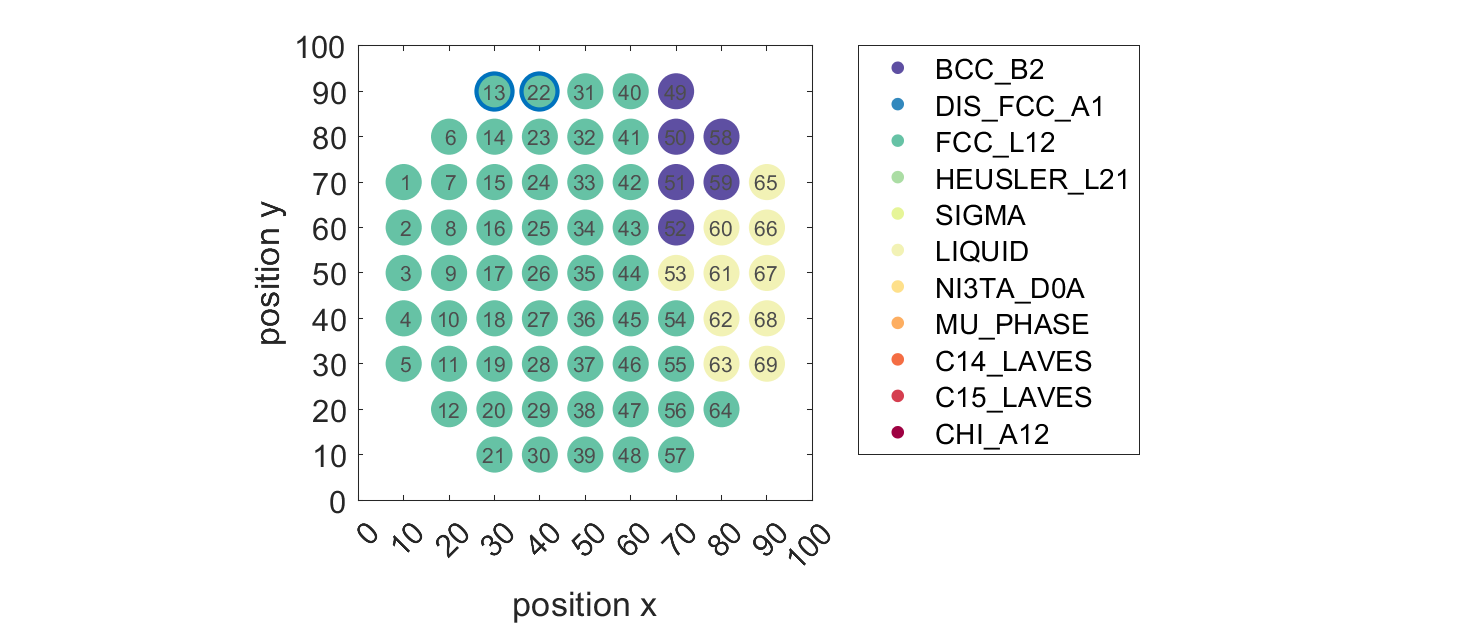 100
90
80
70
60
50
40
30
20
10
0
position y
13 22 31 40 49
6 14 23 32 41 50 58
1 7 15 24 33 42 51 59 65
2 8 16 25 34 43 52 60 66
3 9 17 26 35 44 53 61 67
4 10 18 27 36 45 54 62 68
5 11 19 28 37 46 55 63 69
12 20 29 38 47 56 64
21 30 39 48 57
0 10 20 30 40 50 60 70 80 90 100
position x
BCC_B2
DIS_FCC_A1
FCC_L12
HEUSLER_L21
SIGMA
LIQUID
NI3TA_D0A
MU_PHASE
C14_LAVES
C15_LAVES
CHI_A12